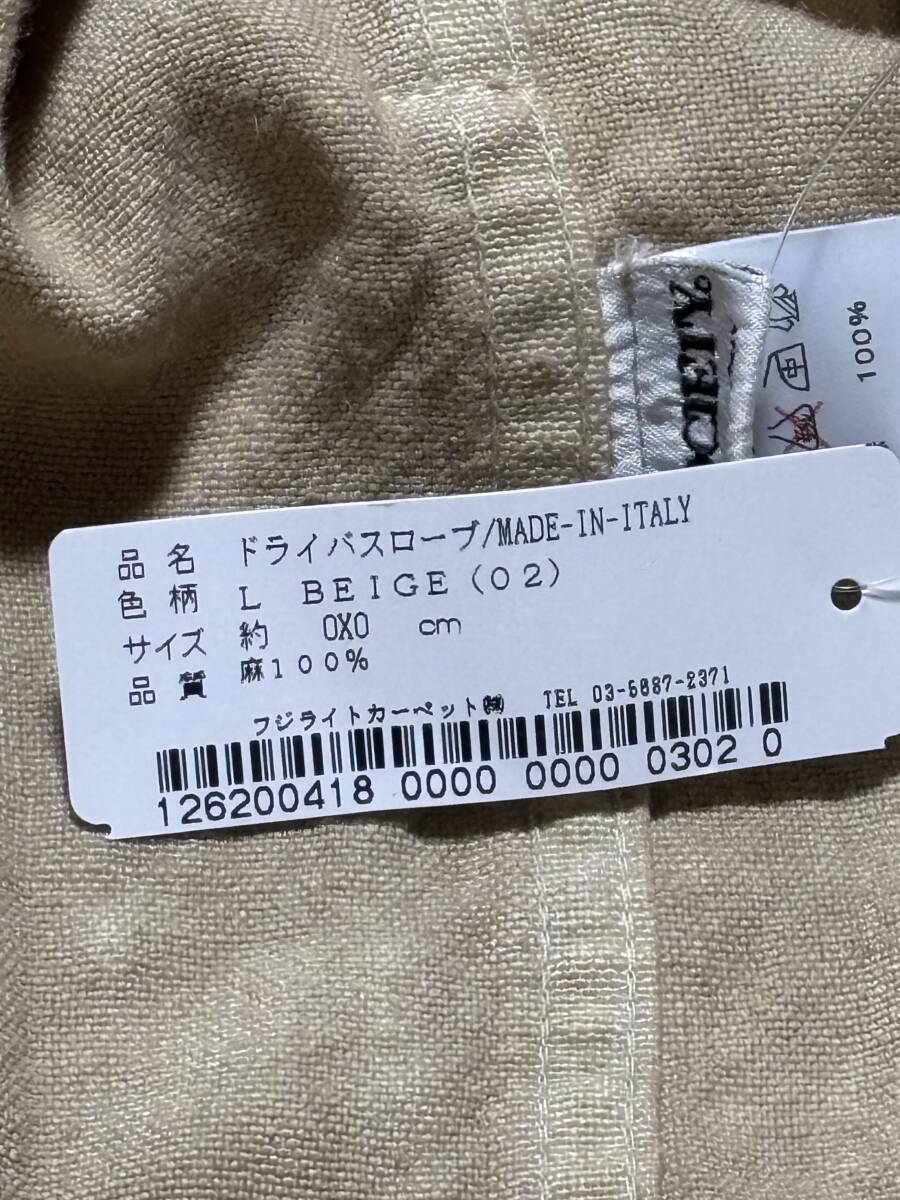 CIETY.
100%
品名 ドライバスローブ/MADE-IN-ITALY
色柄 L BEIGE(02)
サイズ 約 0X0 cm
品質 麻100%
フジライトカーペット㈱ TEL 03-5687-2371
126200418 0000 0000 0302 0